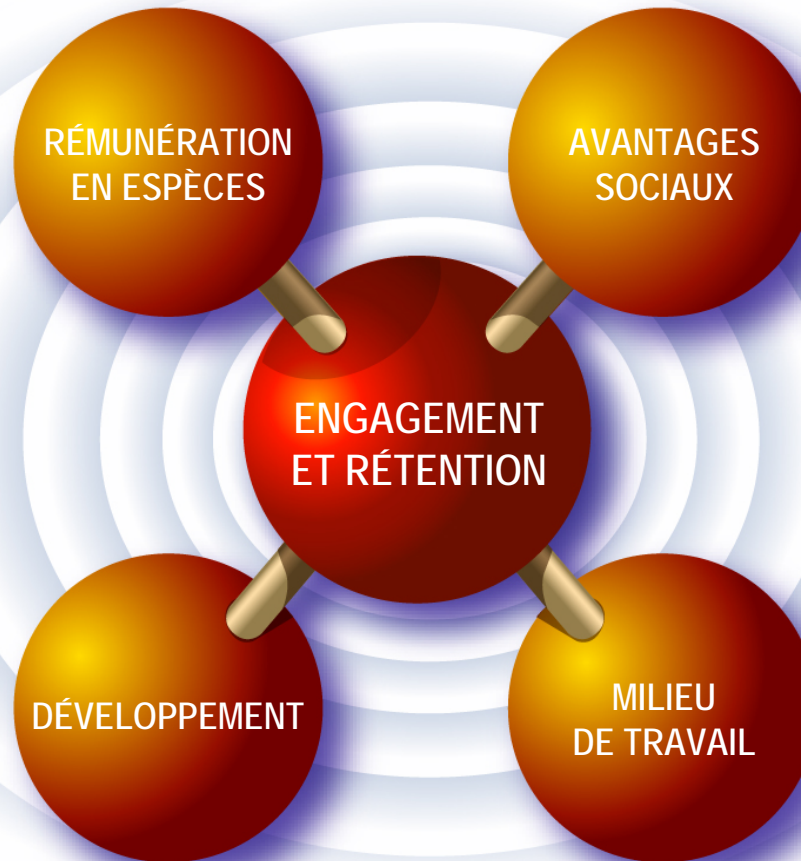 RÉMUNÉRATION
EN ESPÈCES
AVANTAGES
SOCIAUX
ENGAGEMENT
ET RÉTENTION
DÉVELOPPEMENT
MILIEU
DE TRAVAIL